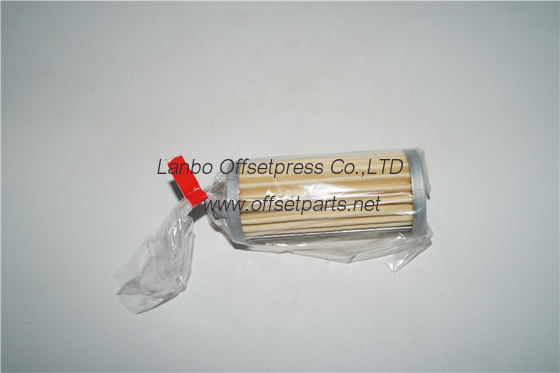 Lanbo Offsetpress Co.,LTD
www.offsetparts.net